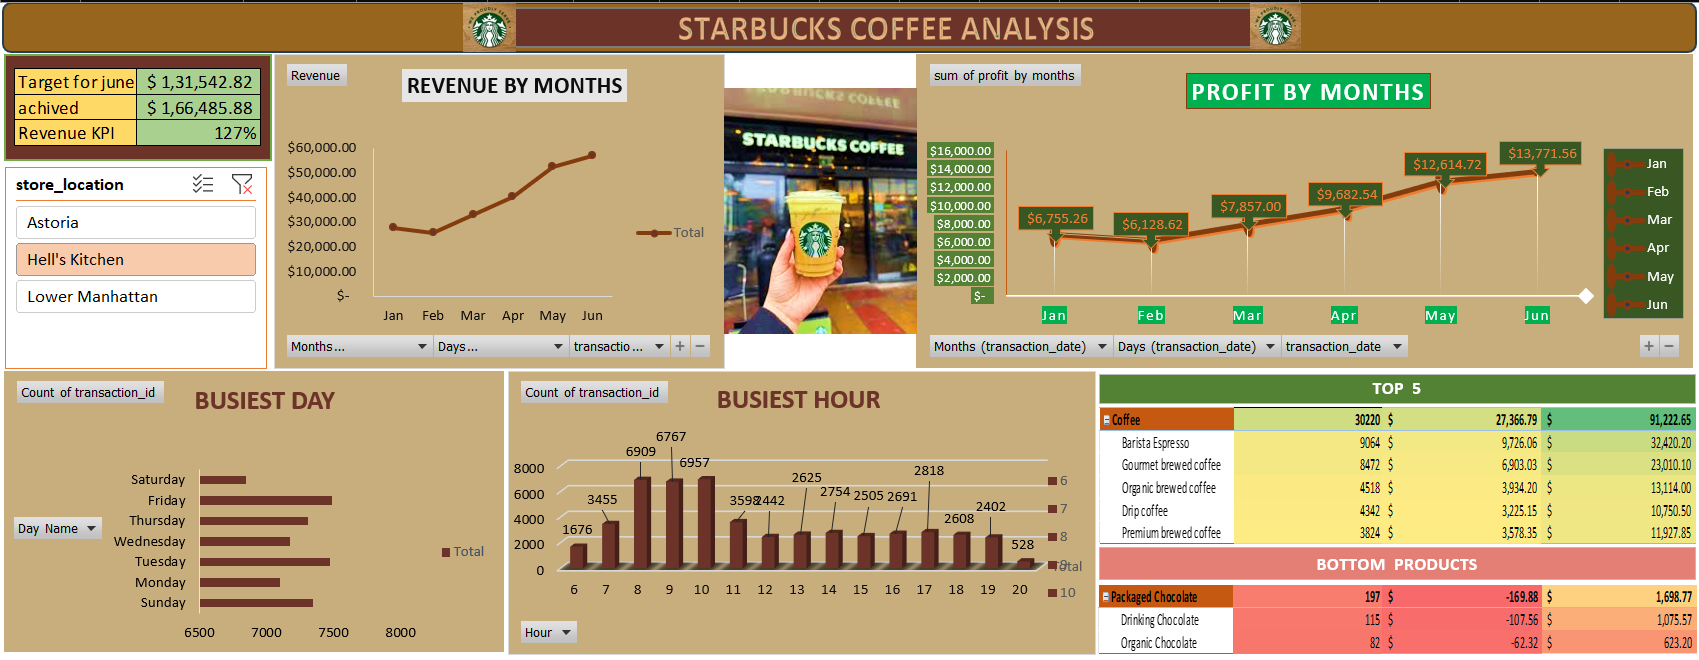 STARBUCKS COFFEE ANALYSIS
Target for june $ 1,31,542.82
achived $ 1,66,485.88
Revenue KPI 127%
store_location
Astoria
Hell's Kitchen
Lower Manhattan
Revenue
REVENUE BY MONTHS
$60,000.00
$50,000.00
$40,000.00
$30,000.00
$20,000.00
$10,000.00
$-
Jan Feb Mar Apr May Jun
Total
Months... Days... transactio... + −
STARBUCKS COFFEE
sum of profit by months
PROFIT BY MONTHS
$16,000.00
$14,000.00
$12,000.00
$10,000.00
$8,000.00
$6,000.00
$4,000.00
$2,000.00
$-
$6,755.26
$6,128.62
$7,857.00
$9,682.54
$12,614.72
$13,771.56
Jan Feb Mar Apr May Jun
Jan
Feb
Mar
Apr
May
Jun
Months (transaction_date) Days (transaction_date) transaction_date + −
Count of transaction_id
BUSIEST DAY
Day Name
Saturday
Friday
Thursday
Wednesday
Tuesday
Monday
Sunday
6500 7000 7500 8000
Total
Count of transaction_id
BUSIEST HOUR
8000
6000
4000
2000
0
1676 3455 6909 6767 6957 3598 2442 2625 2754 2505 2691 2818 2608 2402 528
6 7 8 9 10 11 12 13 14 15 16 17 18 19 20
6
7
8
9
10
Total
Hour
TOP 5
Coffee 30220 $ 27,366.79 $ 91,222.65
Barista Espresso 9064 $ 9,726.06 $ 32,420.20
Gourmet brewed coffee 8472 $ 6,903.03 $ 23,010.10
Organic brewed coffee 4518 $ 3,934.20 $ 13,114.00
Drip coffee 4342 $ 3,225.15 $ 10,750.50
Premium brewed coffee 3824 $ 3,578.35 $ 11,927.85
BOTTOM PRODUCTS
Packaged Chocolate 197 $ -169.88 $ 1,698.77
Drinking Chocolate 115 $ -107.56 $ 1,075.57
Organic Chocolate 82 $ -62.32 $ 623.20